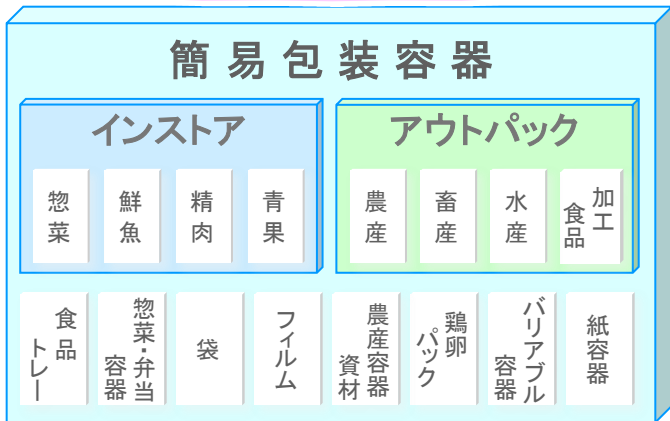 簡易包装容器
インストア
アウトパック
惣菜
鮮魚
精肉
青果
農産
畜産
水産
加工
食品
食品
トレー
惣菜・弁当
容器
袋
フィルム
農産容器
資材
鶏卵
パック
バリアブル
容器
紙容器